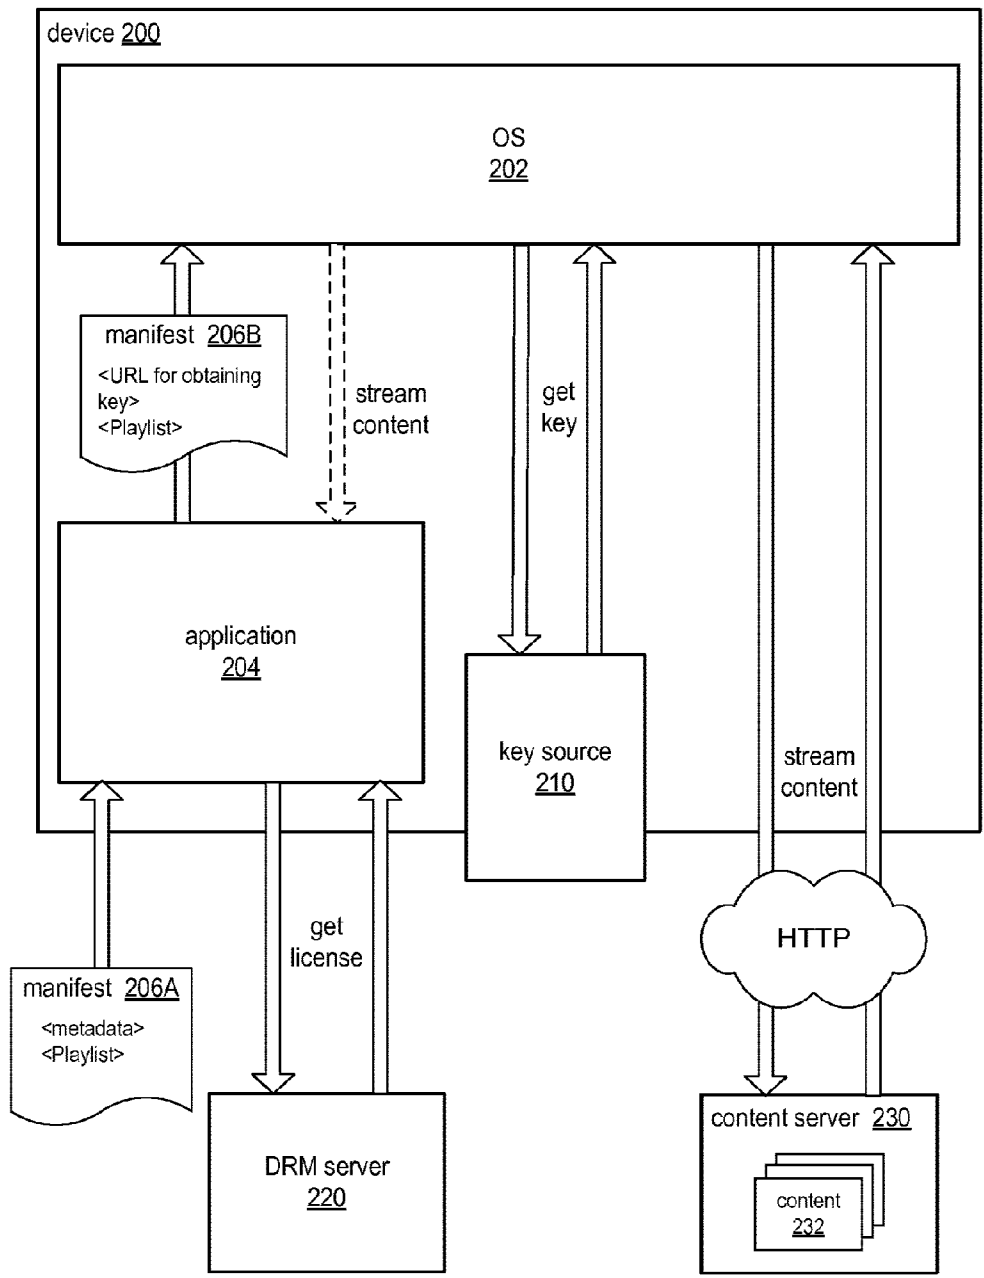 device 200
OS
202
manifest 206B
<URL for obtaining
key>
<Playlist>
stream
content
get
key
application
204
key source
210
stream
content
get
license
HTTP
manifest 206A
<metadata>
<Playlist>
DRM server
220
content server 230
content
232